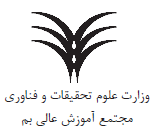 وزارت علوم تحقیقات و فناوری
مجتمع آموزش عالی بم